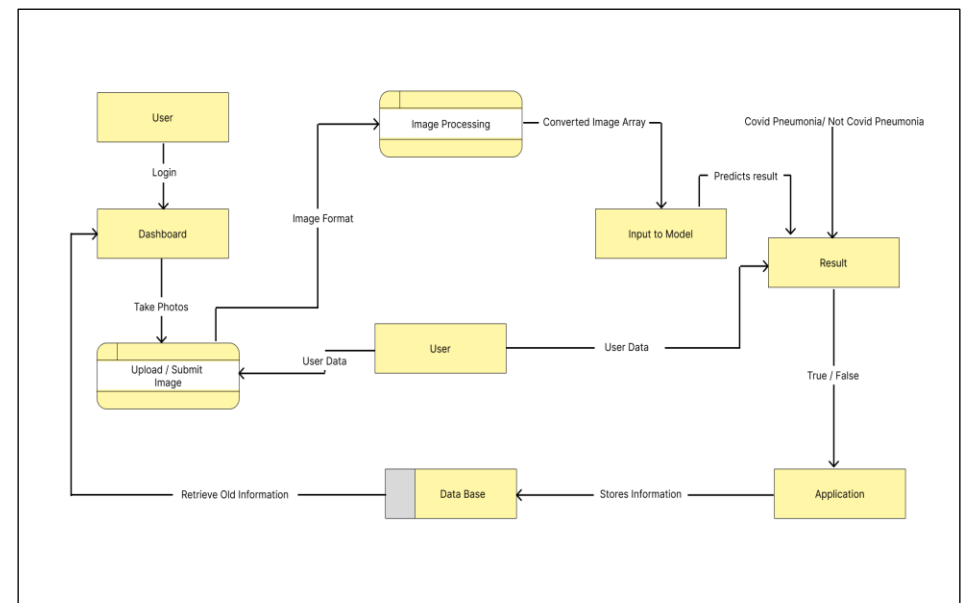 User
Login
Dashboard
Take Photos
Upload / Submit
Image
Image Format
Image Processing
Converted Image Array
Input to Model
Predicts result
Covid Pneumonia/ Not Covid Pneumonia
Result
User
User Data
User Data
True / False
Application
Stores Information
Data Base
Retrieve Old Information